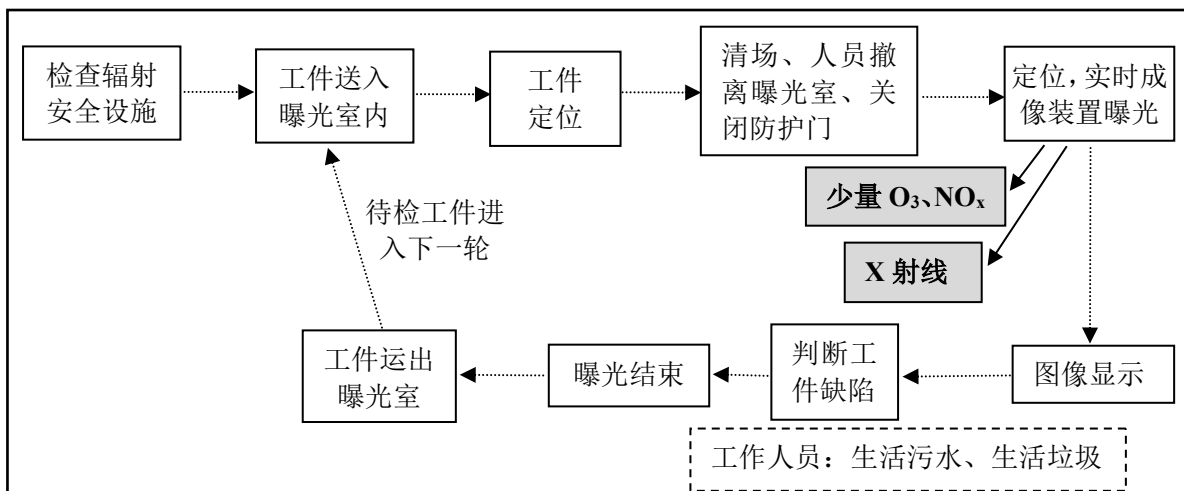 检查辐射
安全设施
工件送入
曝光室内
工件
定位
清场、人员撤
离曝光室、关
闭防护门
定位，实时成
像装置曝光
少量 O₃、NOₓ
X 射线
待检工件进
入下一轮
工件运出
曝光室
曝光结束
判断工
件缺陷
图像显示
工作人员：生活污水、生活垃圾